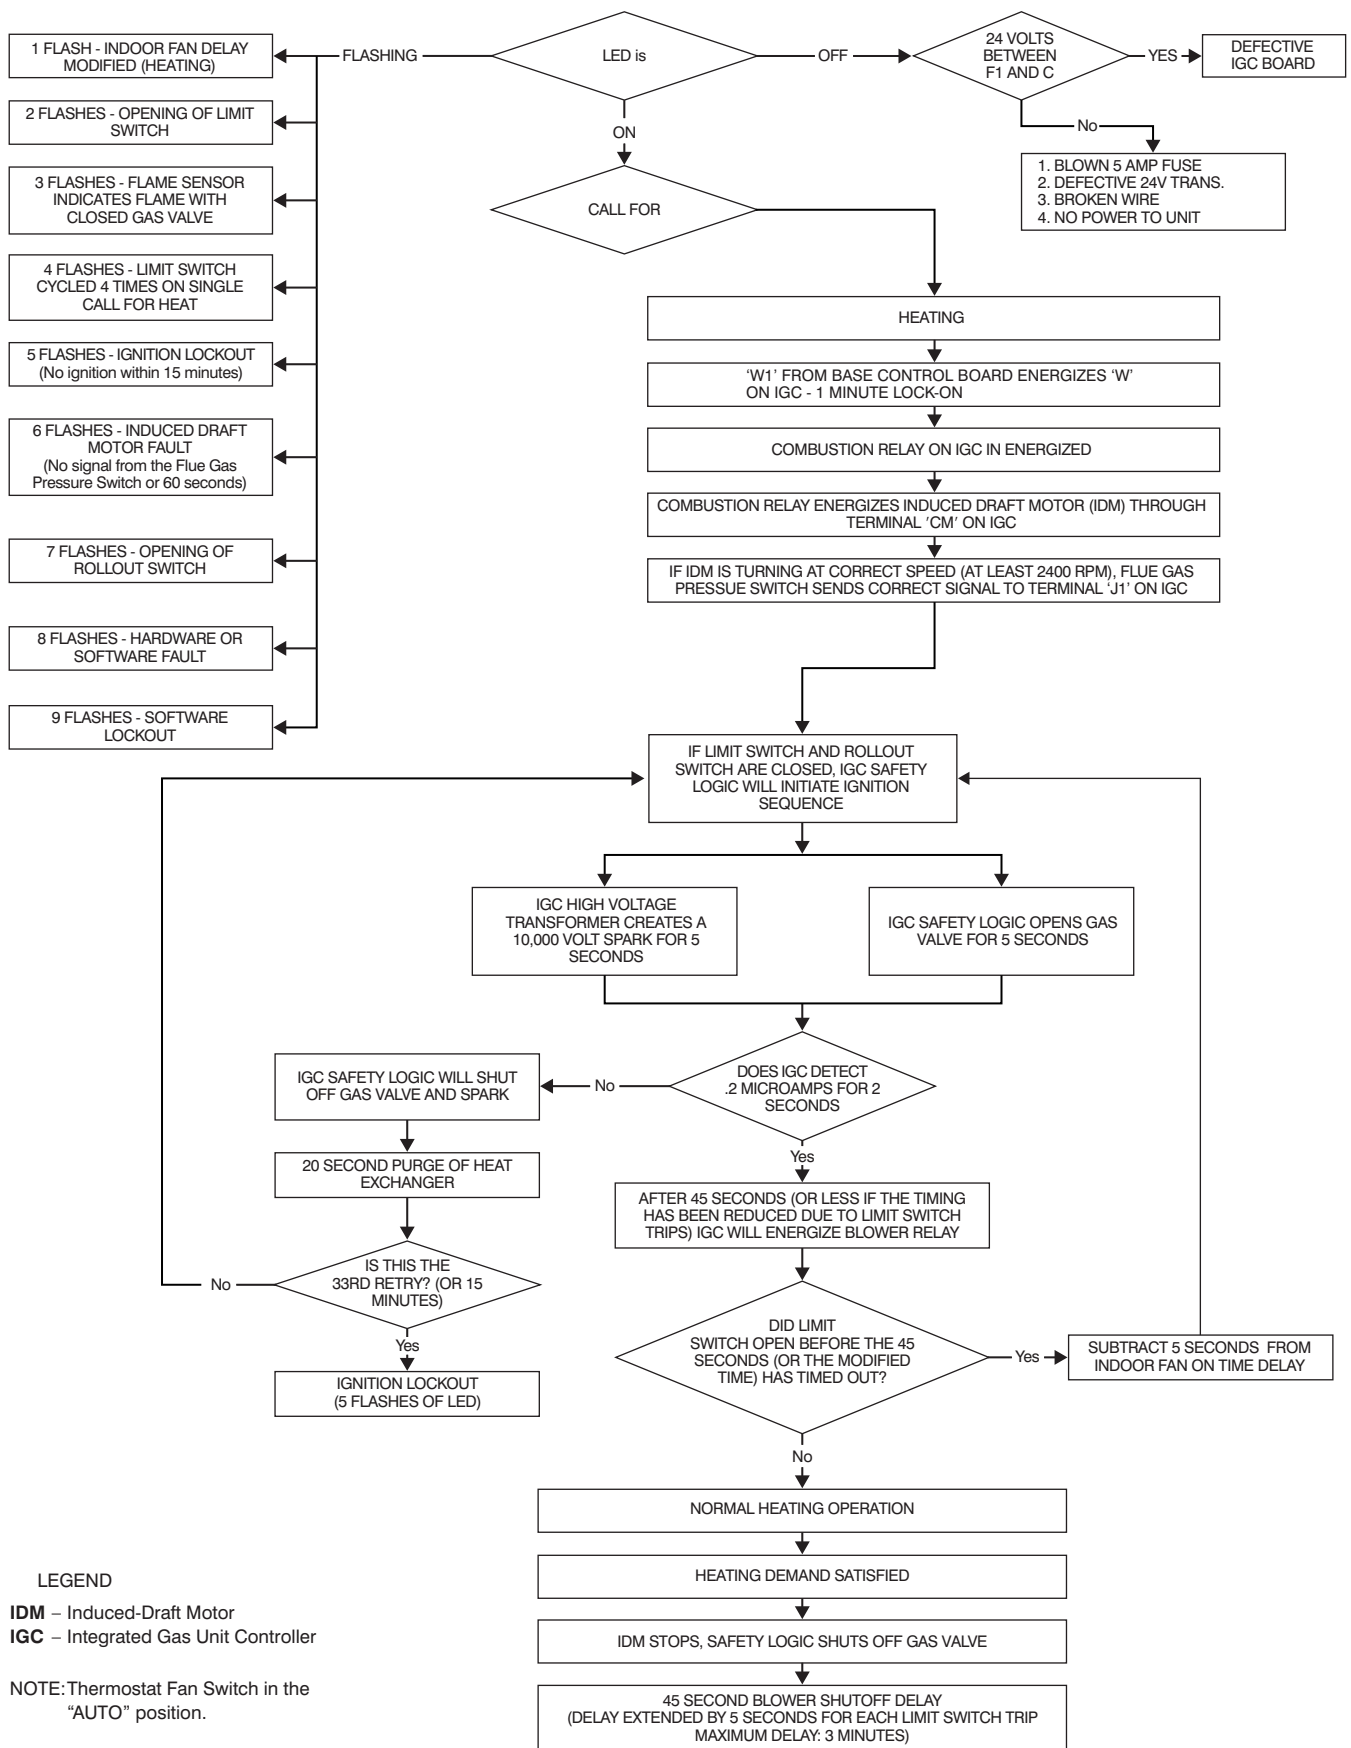 1 FLASH - INDOOR FAN DELAY
MODIFIED (HEATING)
FLASHING
LED is
OFF
24 VOLTS
BETWEEN
F1 AND C
YES
DEFECTIVE
IGC BOARD
2 FLASHES - OPENING OF LIMIT
SWITCH
ON
No
1. BLOWN 5 AMP FUSE
2. DEFECTIVE 24V TRANS.
3. BROKEN WIRE
4. NO POWER TO UNIT
3 FLASHES - FLAME SENSOR
INDICATES FLAME WITH
CLOSED GAS VALVE
CALL FOR
4 FLASHES - LIMIT SWITCH
CYCLED 4 TIMES ON SINGLE
CALL FOR HEAT
HEATING
5 FLASHES - IGNITION LOCKOUT
(No ignition within 15 minutes)
'W1' FROM BASE CONTROL BOARD ENERGIZES ‘W’
ON IGC - 1 MINUTE LOCK-ON
6 FLASHES - INDUCED DRAFT
MOTOR FAULT
(No signal from the Flue Gas
Pressure Switch or 60 seconds)
COMBUSTION RELAY ON IGC IN ENERGIZED
COMBUSTION RELAY ENERGIZES INDUCED DRAFT MOTOR (IDM) THROUGH
TERMINAL 'CM' ON IGC
7 FLASHES - OPENING OF
ROLLOUT SWITCH
IF IDM IS TURNING AT CORRECT SPEED (AT LEAST 2400 RPM), FLUE GAS
PRESSUE SWITCH SENDS CORRECT SIGNAL TO TERMINAL ‘J1’ ON IGC
8 FLASHES - HARDWARE OR
SOFTWARE FAULT
9 FLASHES - SOFTWARE
LOCKOUT
IF LIMIT SWITCH AND ROLLOUT
SWITCH ARE CLOSED, IGC SAFETY
LOGIC WILL INITIATE IGNITION
SEQUENCE
IGC HIGH VOLTAGE
TRANSFORMER CREATES A
10,000 VOLT SPARK FOR 5
SECONDS
IGC SAFETY LOGIC OPENS GAS
VALVE FOR 5 SECONDS
DOES IGC DETECT
.2 MICROAMPS FOR 2
SECONDS
No
IGC SAFETY LOGIC WILL SHUT
OFF GAS VALVE AND SPARK
Yes
20 SECOND PURGE OF HEAT
EXCHANGER
AFTER 45 SECONDS (OR LESS IF THE TIMING
HAS BEEN REDUCED DUE TO LIMIT SWITCH
TRIPS) IGC WILL ENERGIZE BLOWER RELAY
IS THIS THE
33RD RETRY? (OR 15
MINUTES)
No
Yes
IGNITION LOCKOUT
(5 FLASHES OF LED)
DID LIMIT
SWITCH OPEN BEFORE THE 45
SECONDS (OR THE MODIFIED
TIME) HAS TIMED OUT?
Yes
SUBTRACT 5 SECONDS FROM
INDOOR FAN ON TIME DELAY
No
NORMAL HEATING OPERATION
HEATING DEMAND SATISFIED
IDM STOPS, SAFETY LOGIC SHUTS OFF GAS VALVE
45 SECOND BLOWER SHUTOFF DELAY
(DELAY EXTENDED BY 5 SECONDS FOR EACH LIMIT SWITCH TRIP
MAXIMUM DELAY: 3 MINUTES)
LEGEND
IDM – Induced-Draft Motor
IGC – Integrated Gas Unit Controller
NOTE: Thermostat Fan Switch in the
“AUTO” position.